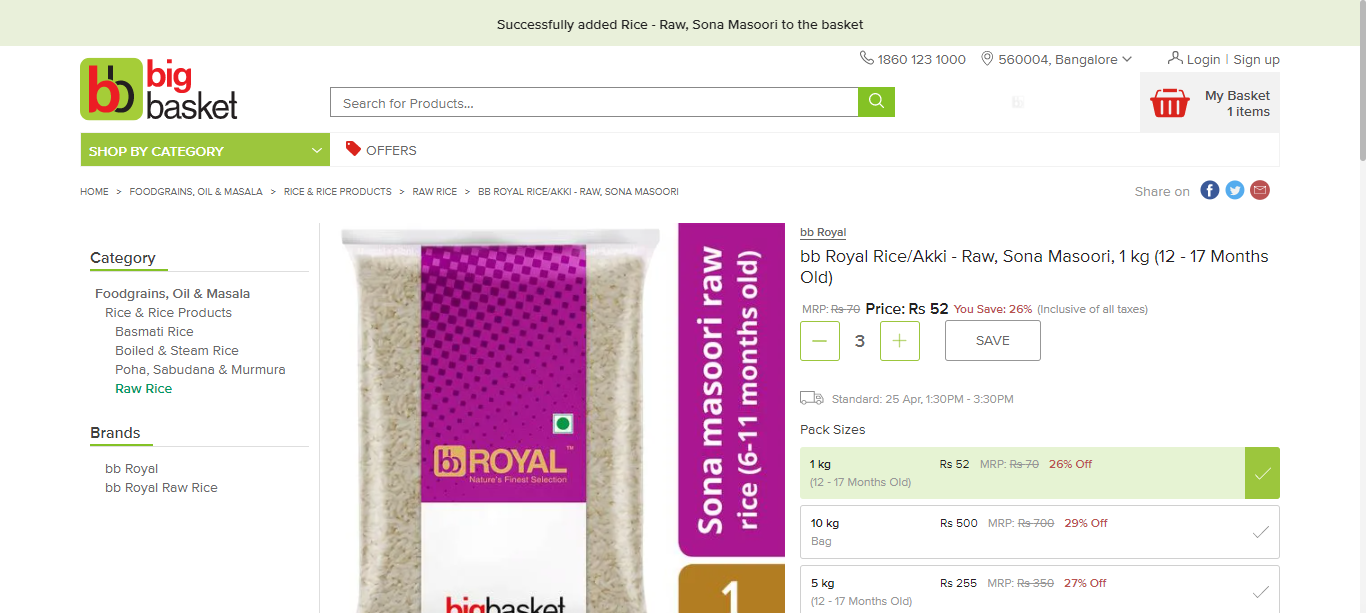 Successfully added Rice - Raw, Sona Masoori to the basket
1860 123 1000
560004, Bangalore
Login | Sign up
bb big basket
Search for Products...
My Basket
1 items
SHOP BY CATEGORY
OFFERS
HOME > FOODGRAINS, OIL & MASALA > RICE & RICE PRODUCTS > RAW RICE > BB ROYAL RICE/AKKI - RAW, SONA MASOORI
Share on
Category
Foodgrains, Oil & Masala
Rice & Rice Products
Basmati Rice
Boiled & Steam Rice
Poha, Sabudana & Murmura
Raw Rice
Brands
bb Royal
bb Royal Raw Rice
bb ROYAL™
Nature's Finest Selection
bigbasket
Sona masoori raw
rice (6-11 months old)
1
bb Royal
bb Royal Rice/Akki - Raw, Sona Masoori, 1 kg (12 - 17 Months
Old)
MRP: Rs 70 Price: Rs 52 You Save: 26% (Inclusive of all taxes)
3
SAVE
Standard: 25 Apr, 1:30PM - 3:30PM
Pack Sizes
1 kg Rs 52 MRP: Rs 70 26% Off
(12 - 17 Months Old)
10 kg Rs 500 MRP: Rs 700 29% Off
Bag
5 kg Rs 255 MRP: Rs 350 27% Off
(12 - 17 Months Old)